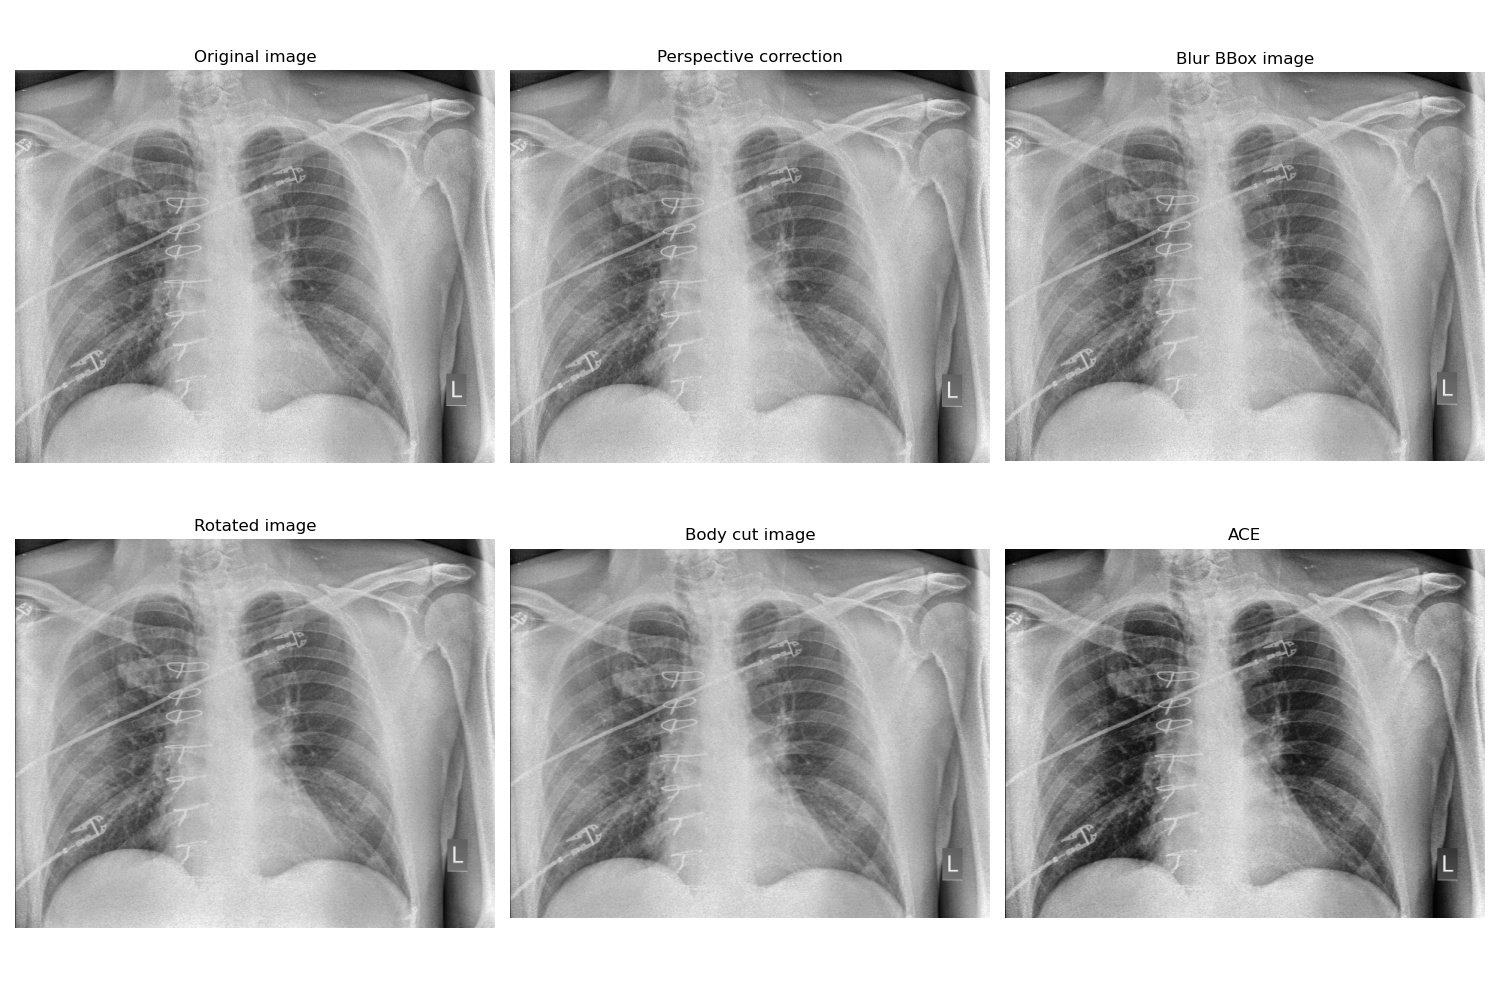 Original image
Perspective correction
Blur BBox image
L
L
L
Rotated image
Body cut image
ACE
L
L
L